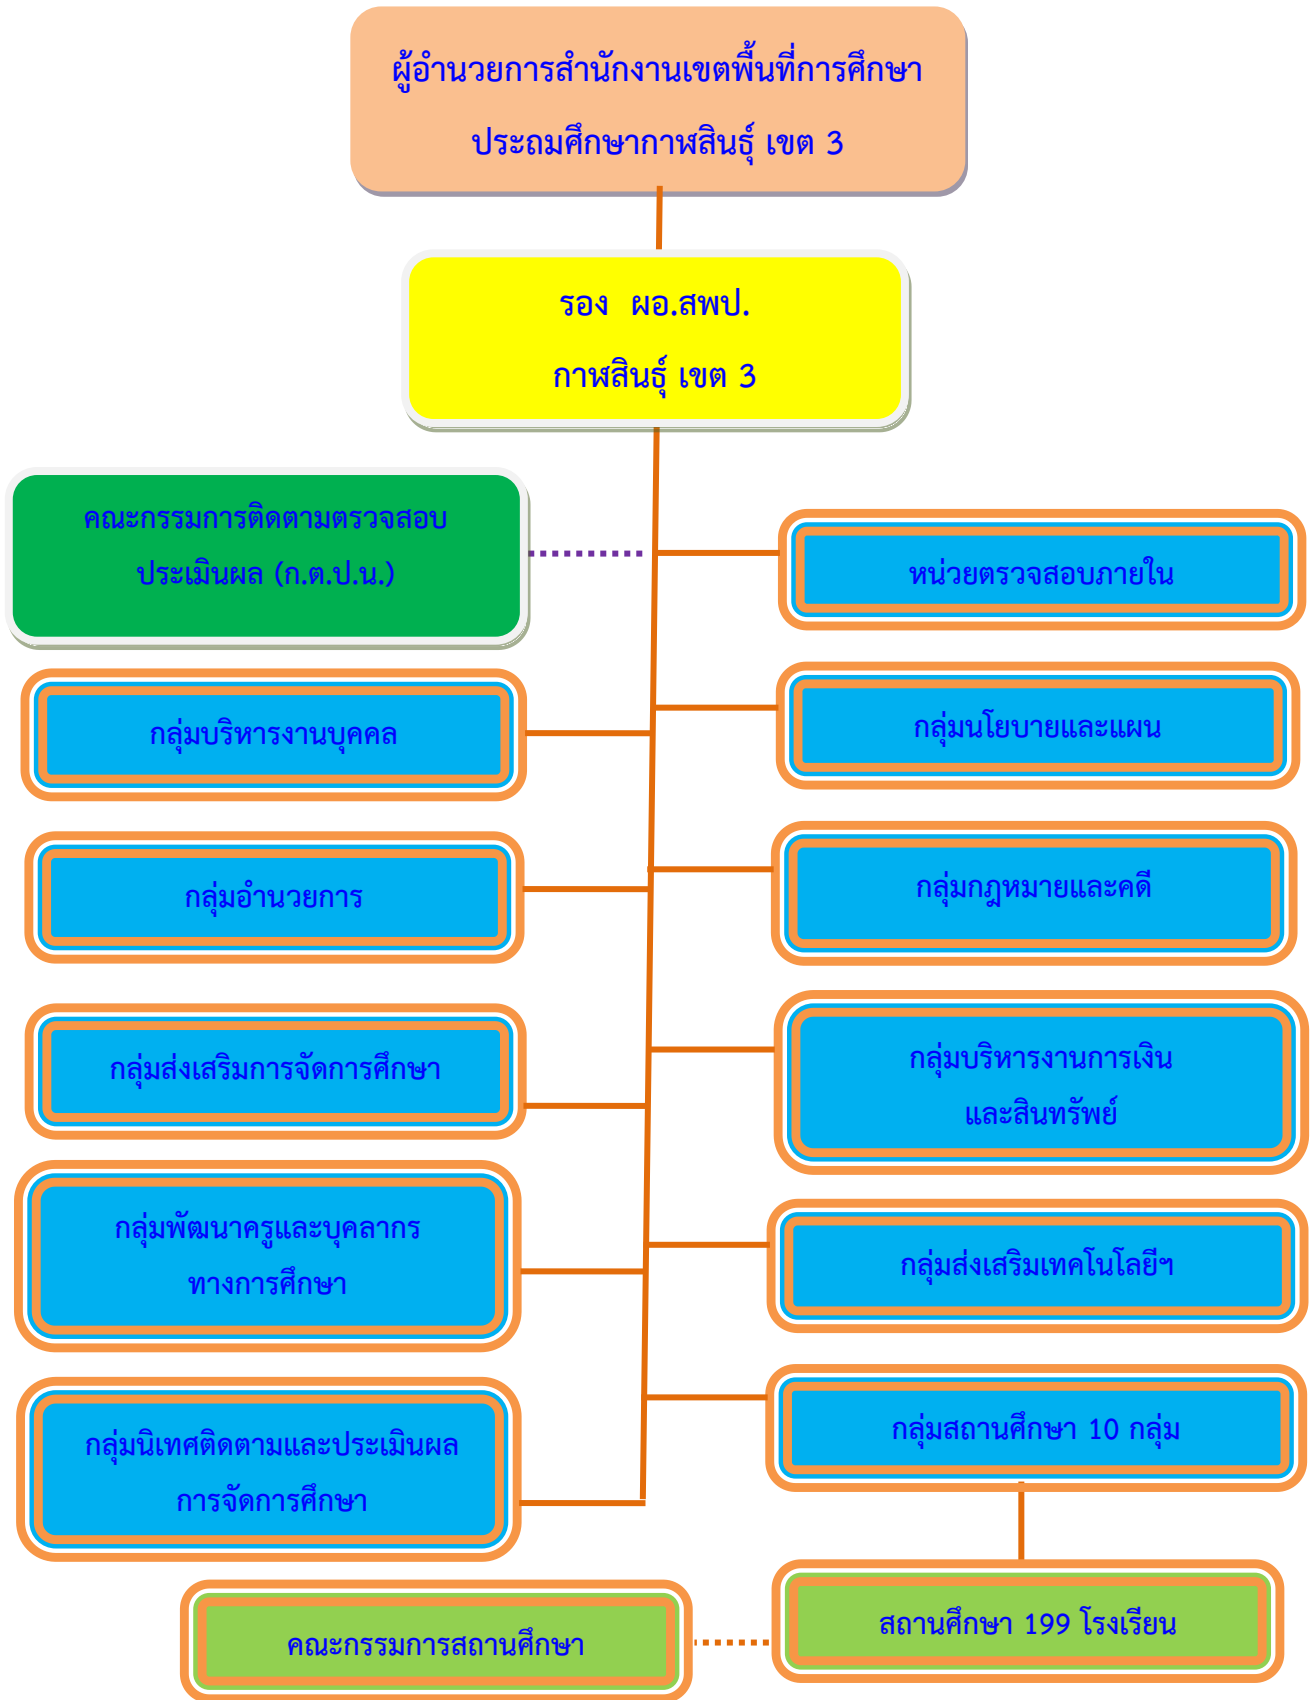 ผู้อำนวยการสำนักงานเขตพื้นที่การศึกษา
ประถมศึกษากาฬสินธุ์ เขต 3
รอง ผอ.สพป.
กาฬสินธุ์ เขต 3
คณะกรรมการติดตามตรวจสอบ
ประเมินผล (ก.ต.ป.น.)
หน่วยตรวจสอบภายใน
กลุ่มบริหารงานบุคคล
กลุ่มนโยบายและแผน
กลุ่มอำนวยการ
กลุ่มกฎหมายและคดี
กลุ่มส่งเสริมการจัดการศึกษา
กลุ่มบริหารงานการเงิน
และสินทรัพย์
กลุ่มพัฒนาครูและบุคลากร
ทางการศึกษา
กลุ่มส่งเสริมเทคโนโลยีฯ
กลุ่มนิเทศติดตามและประเมินผล
การจัดการศึกษา
กลุ่มสถานศึกษา 10 กลุ่ม
สถานศึกษา 199 โรงเรียน
คณะกรรมการสถานศึกษา